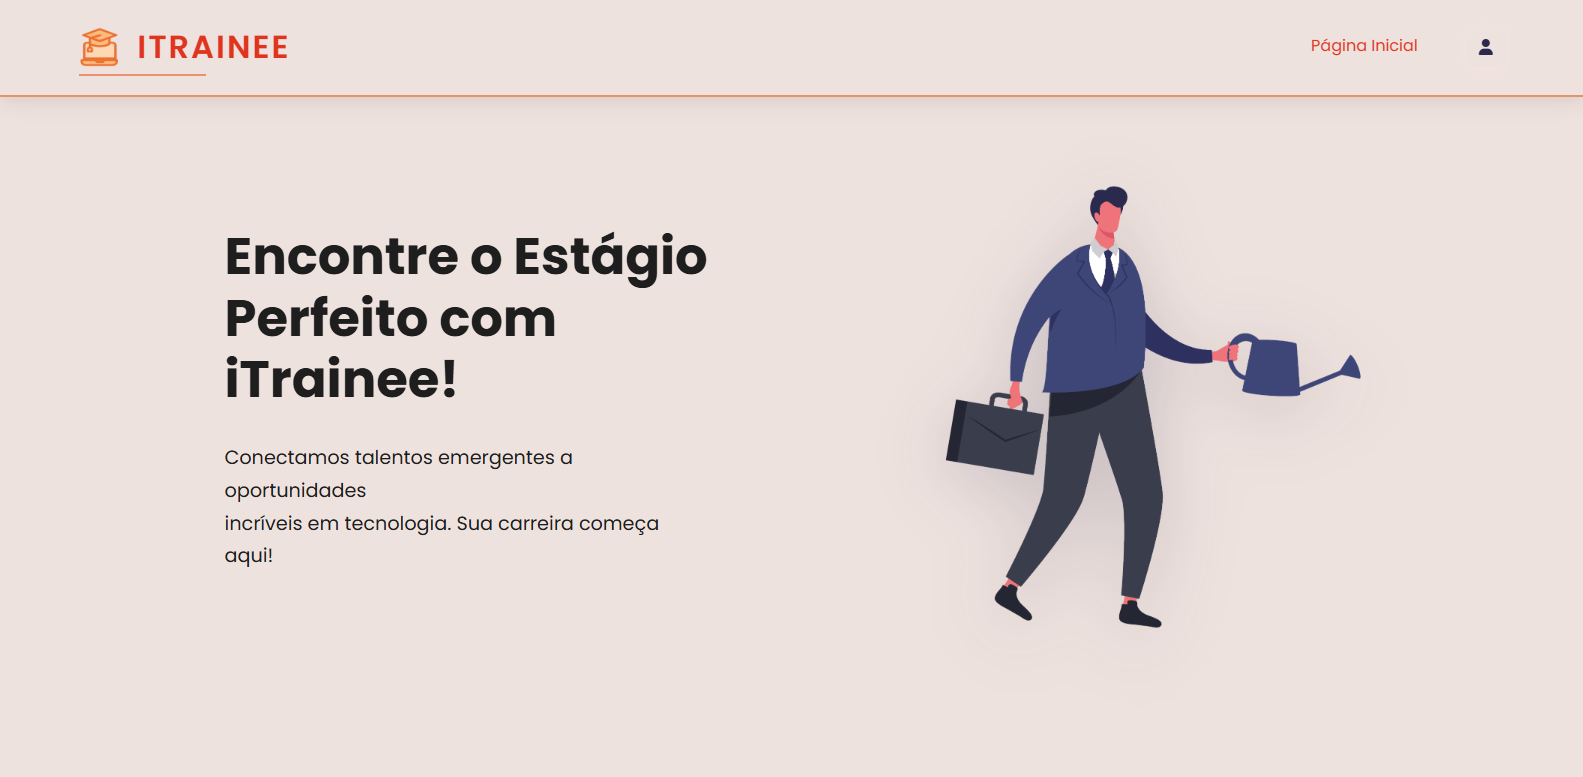 ITRAINEE
Página Inicial
Encontre o Estágio
Perfeito com
iTrainee!
Conectamos talentos emergentes a
oportunidades
incríveis em tecnologia. Sua carreira começa
aqui!